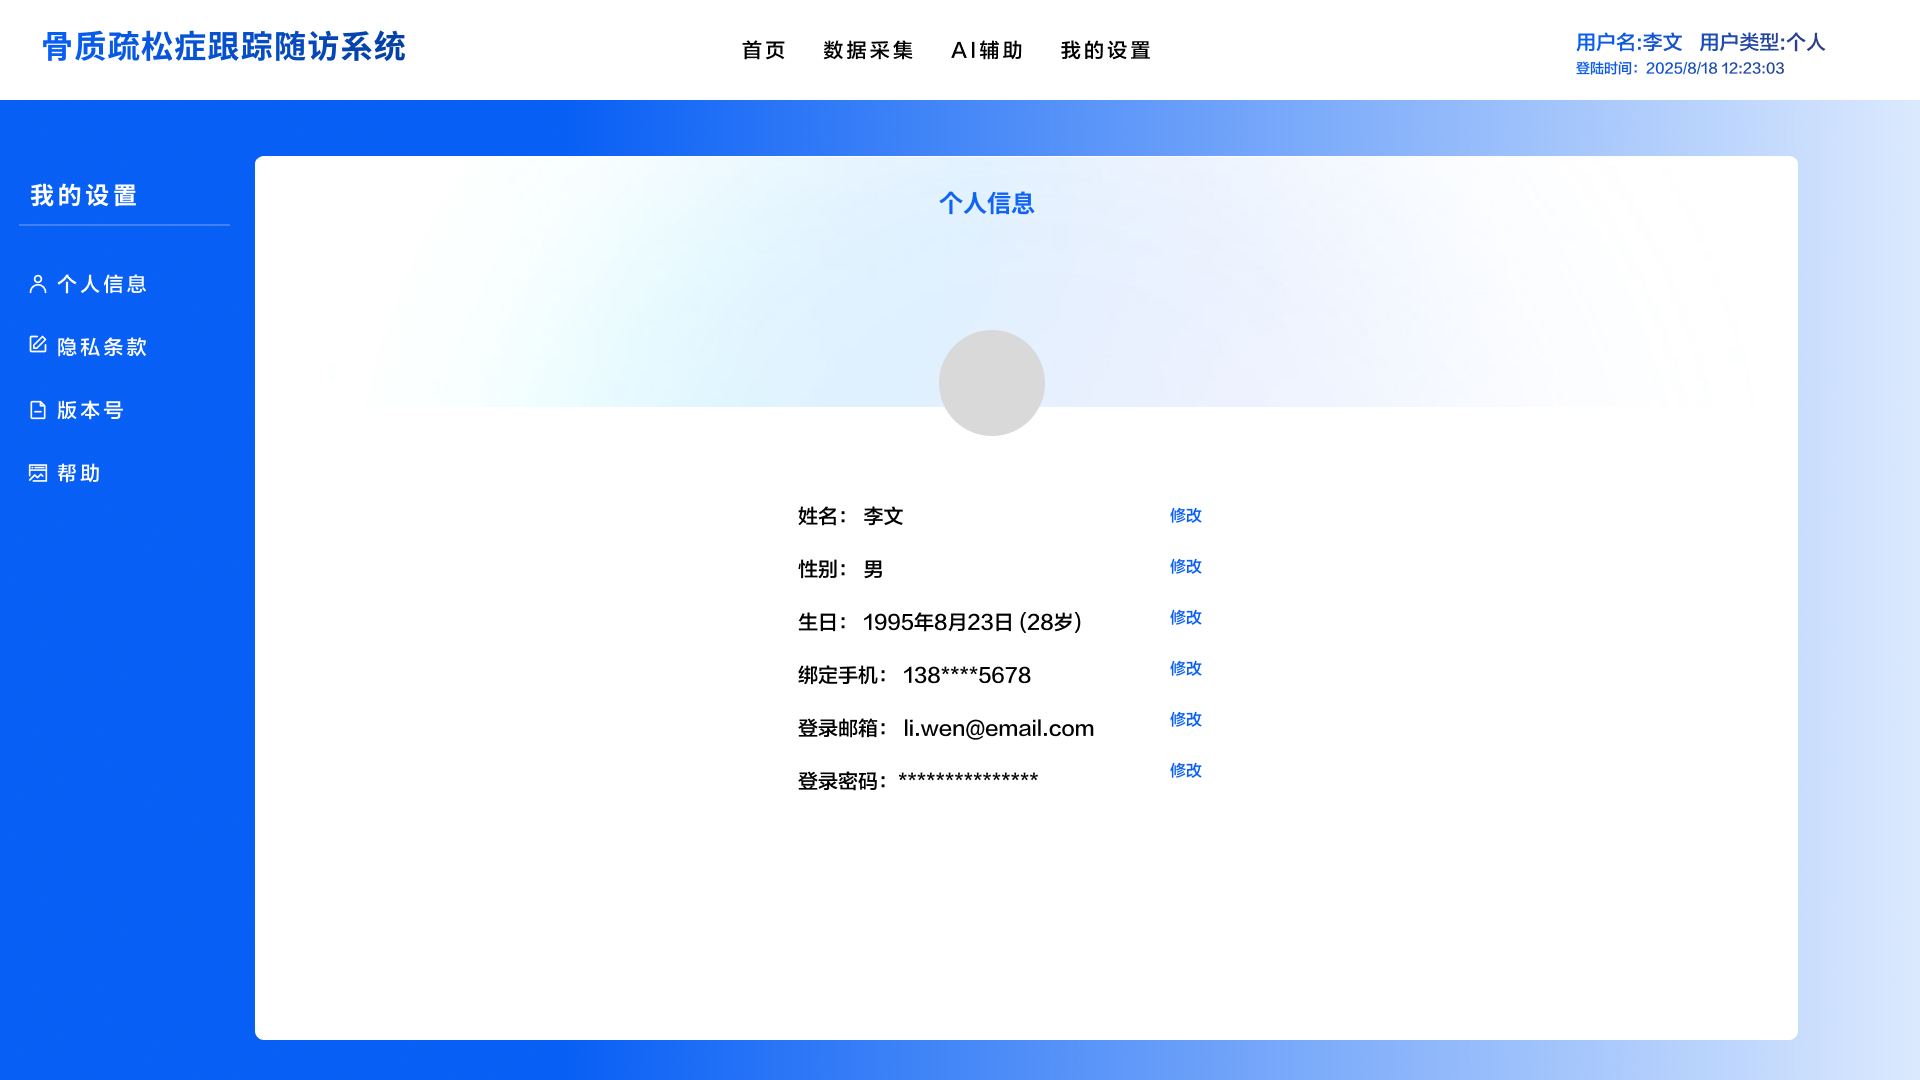 骨质疏松症跟踪随访系统
首页 数据采集 AI辅助 我的设置
用户名:李文 用户类型:个人
登陆时间：2025/8/18 12:23:03
我的设置
个人信息
隐私条款
版本号
帮助
个人信息
姓名： 李文 修改
性别： 男 修改
生日： 1995年8月23日 (28岁) 修改
绑定手机： 138****5678 修改
登录邮箱： li.wen@email.com 修改
登录密码：*************** 修改